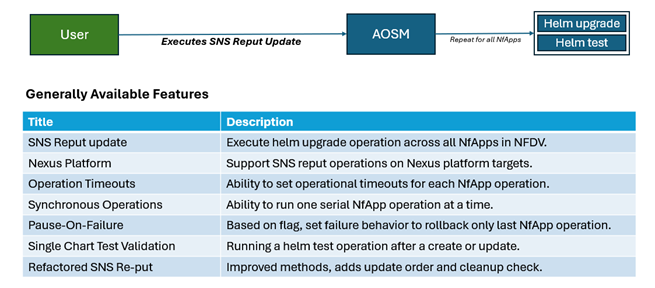 User
Executes SNS Reput Update
AOSM
Repeat for all NfApps
Helm upgrade
Helm test
Generally Available Features
Title Description
SNS Reput update Execute helm upgrade operation across all NfApps in NFDV.
Nexus Platform Support SNS reput operations on Nexus platform targets.
Operation Timeouts Ability to set operational timeouts for each NfApp operation.
Synchronous Operations Ability to run one serial NfApp operation at a time.
Pause-On-Failure Based on flag, set failure behavior to rollback only last NfApp operation.
Single Chart Test Validation Running a helm test operation after a create or update.
Refactored SNS Re-put Improved methods, adds update order and cleanup check.